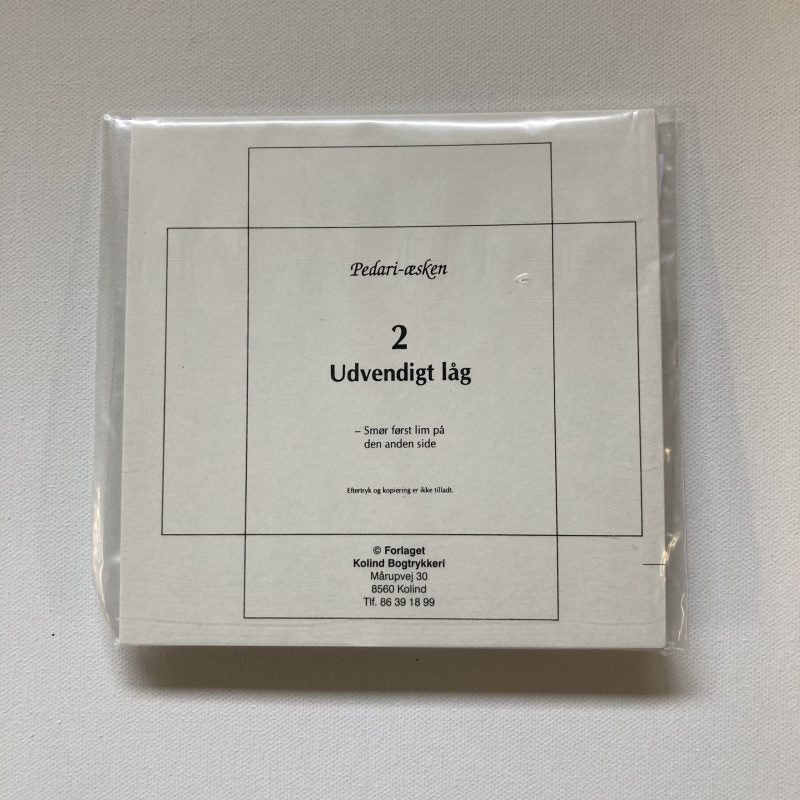 Pedari-æsken
2
Udvendigt låg
– Smør først lim på
den anden side
Eftertryk og kopiering er ikke tilladt.
© Forlaget
Kolind Bogtrykkeri
Mårupvej 30
8560 Kolind
Tlf. 86 39 18 99